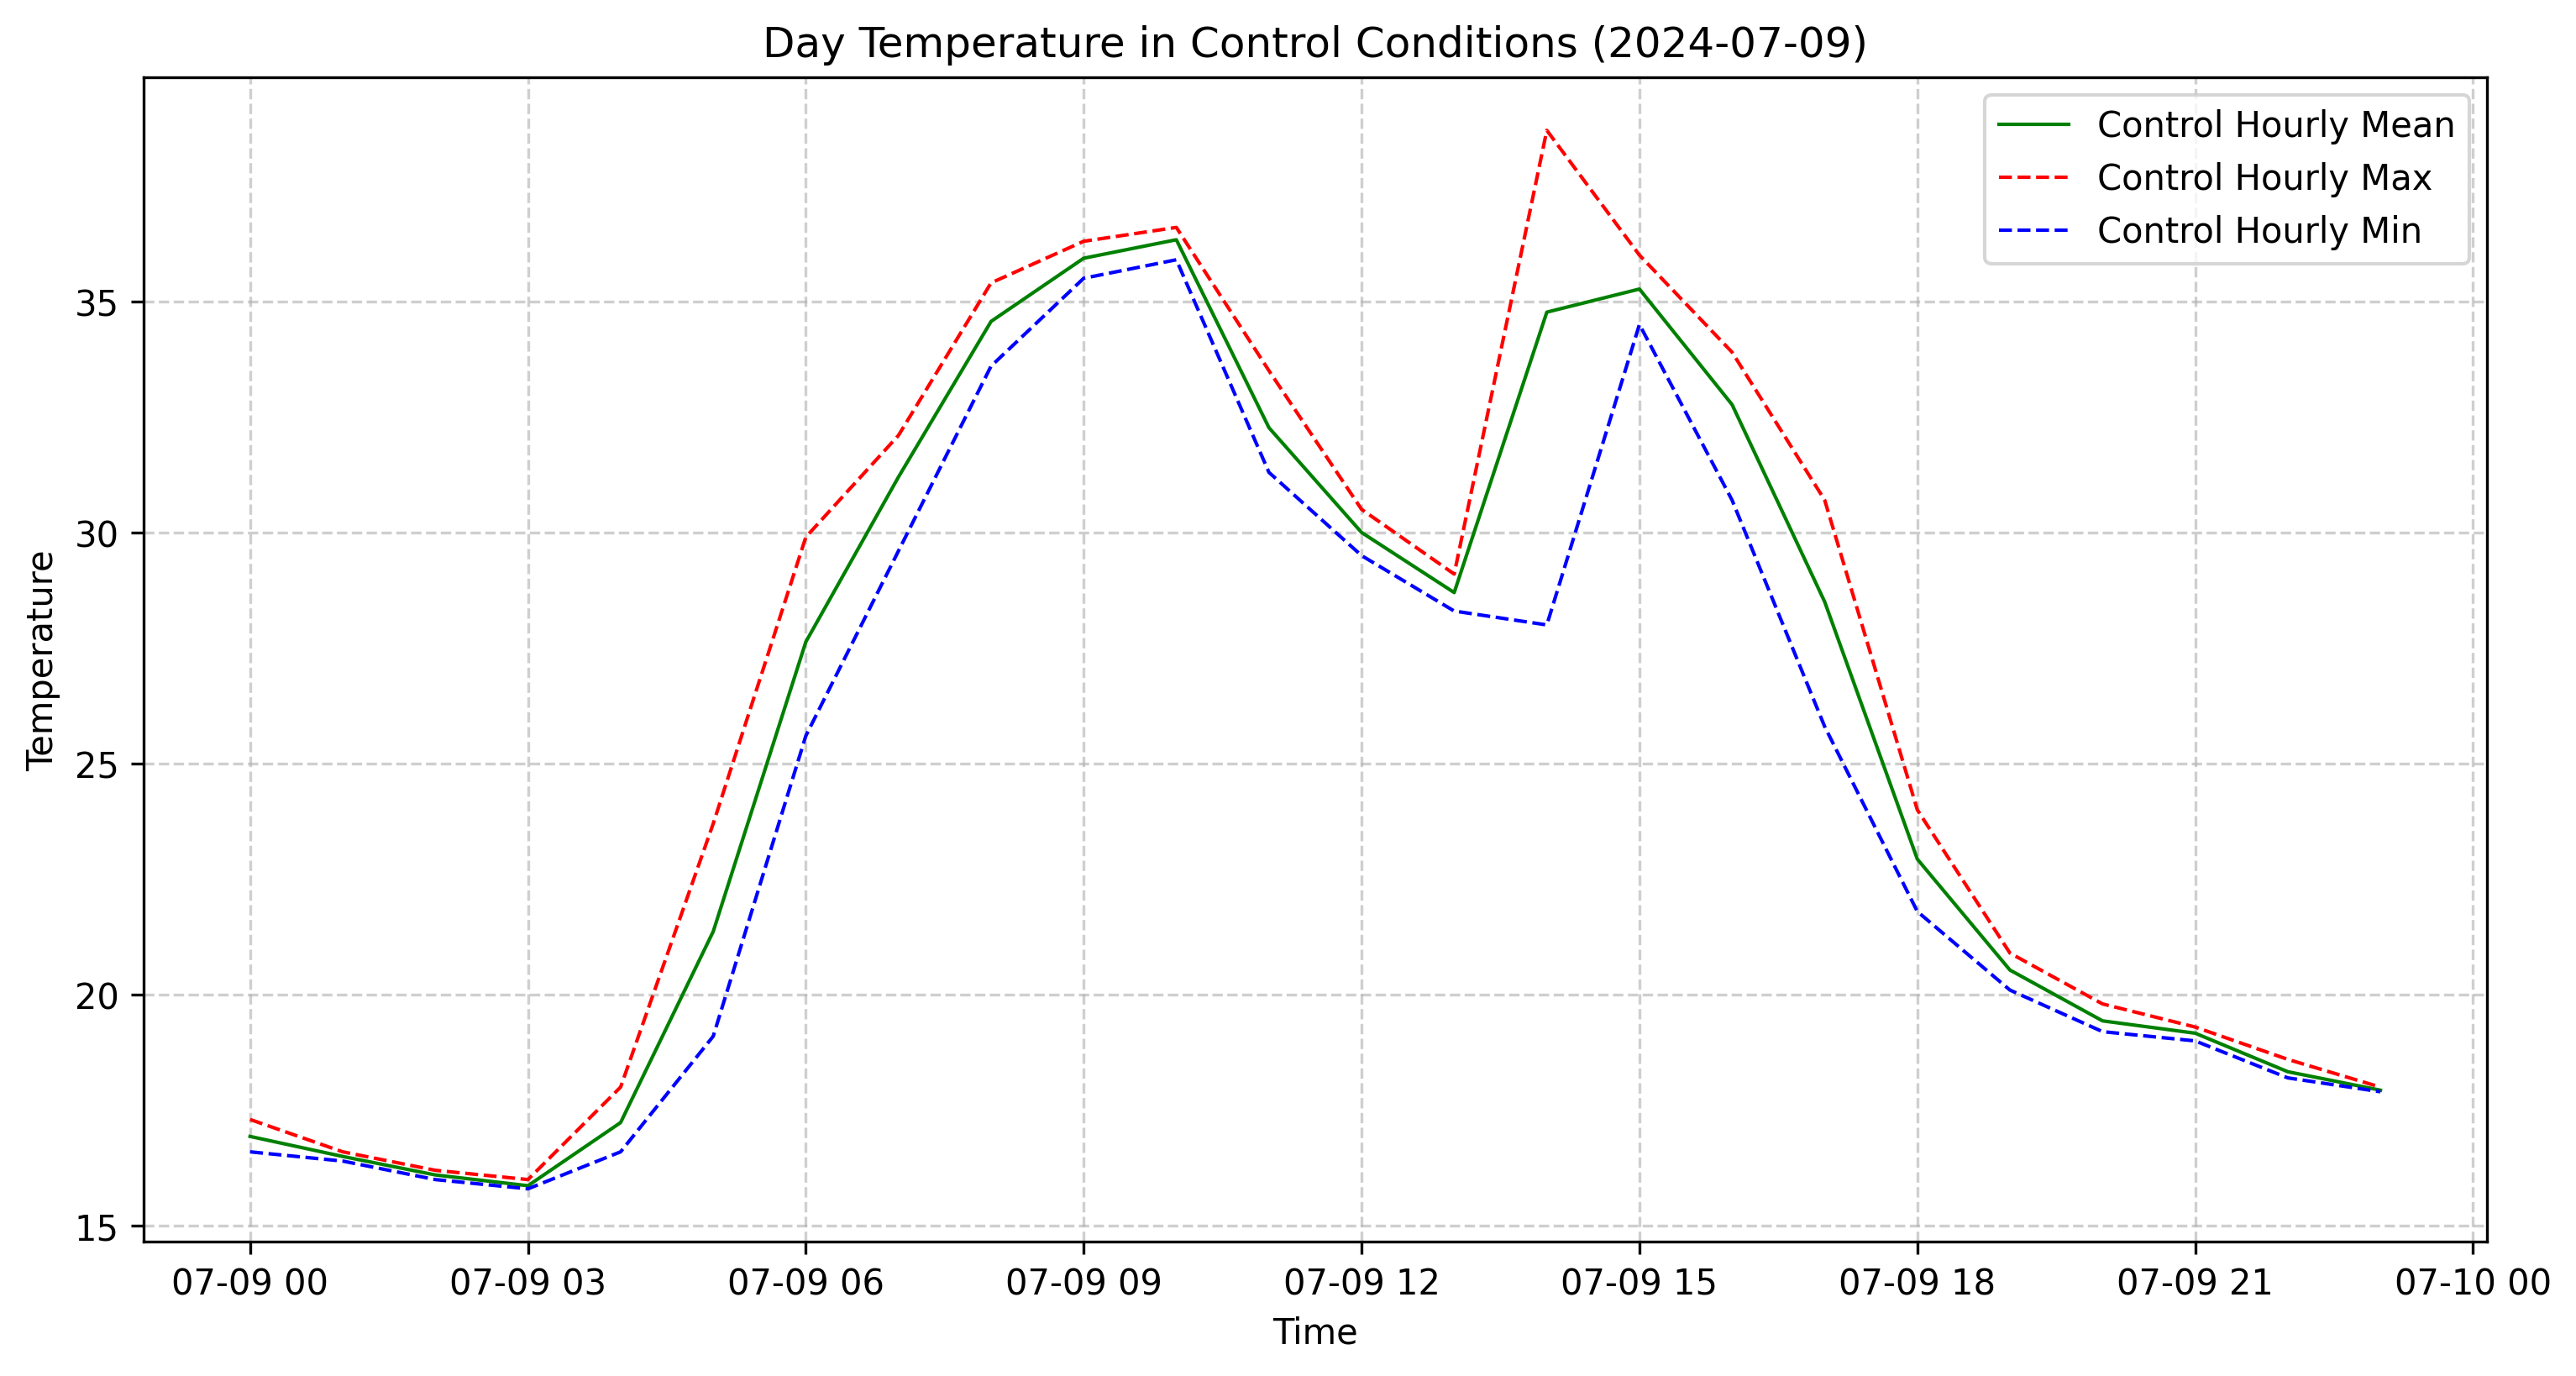 Day Temperature in Control Conditions (2024-07-09)
Control Hourly Mean
Control Hourly Max
Control Hourly Min
Temperature
35
30
25
20
15
07-09 00 07-09 03 07-09 06 07-09 09 07-09 12 07-09 15 07-09 18 07-09 21 07-10 00
Time